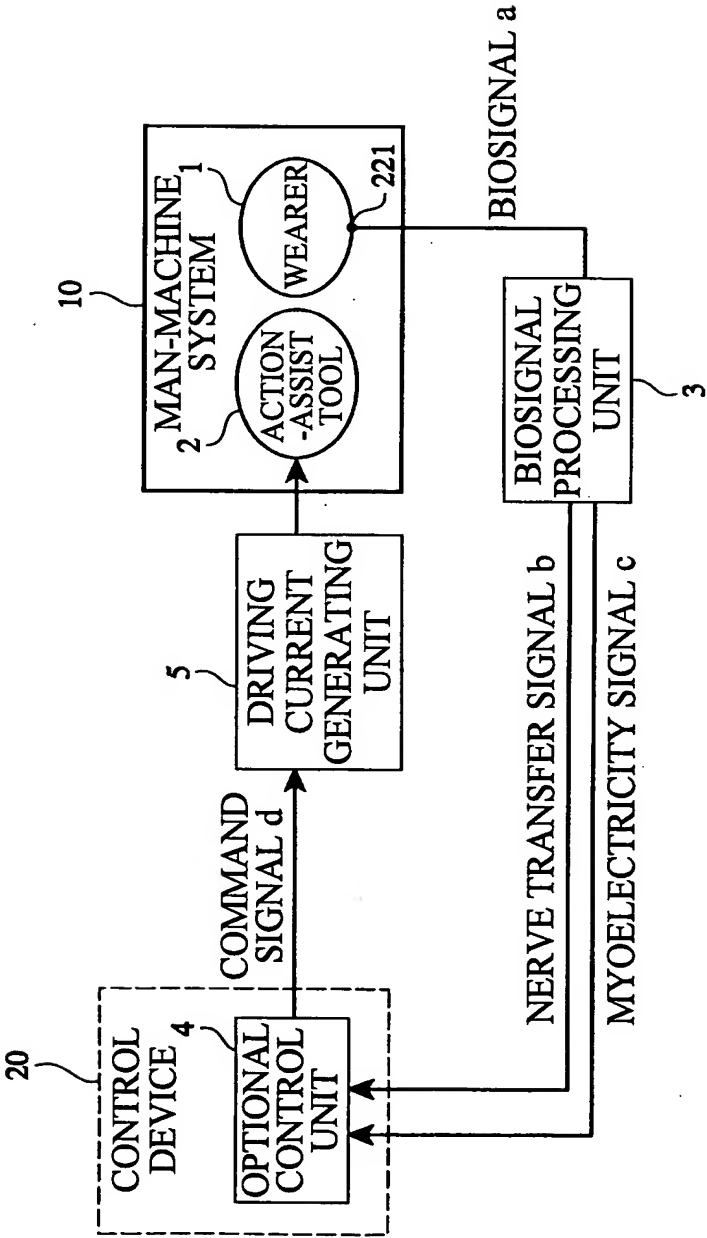 20
CONTROL
DEVICE
4
OPTIONAL
CONTROL
UNIT
COMMAND
SIGNAL d
5
DRIVING
CURRENT
GENERATING
UNIT
10
MAN-MACHINE
SYSTEM
2
ACTION
-ASSIST
TOOL
1
WEARER
221
BIOSIGNAL a
BIOSIGNAL
PROCESSING
UNIT
3
NERVE TRANSFER SIGNAL b
MYOELECTRICITY SIGNAL c